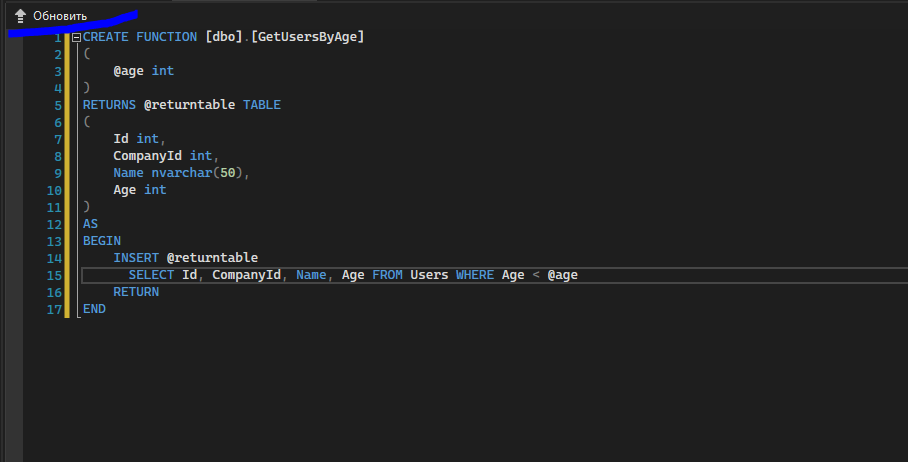 Обновить
1 CREATE FUNCTION [dbo].[GetUsersByAge]
2 (
3 @age int
4 )
5 RETURNS @returntable TABLE
6 (
7 Id int,
8 CompanyId int,
9 Name nvarchar(50),
10 Age int
11 )
12 AS
13 BEGIN
14 INSERT @returntable
15 SELECT Id, CompanyId, Name, Age FROM Users WHERE Age < @age
16 RETURN
17 END